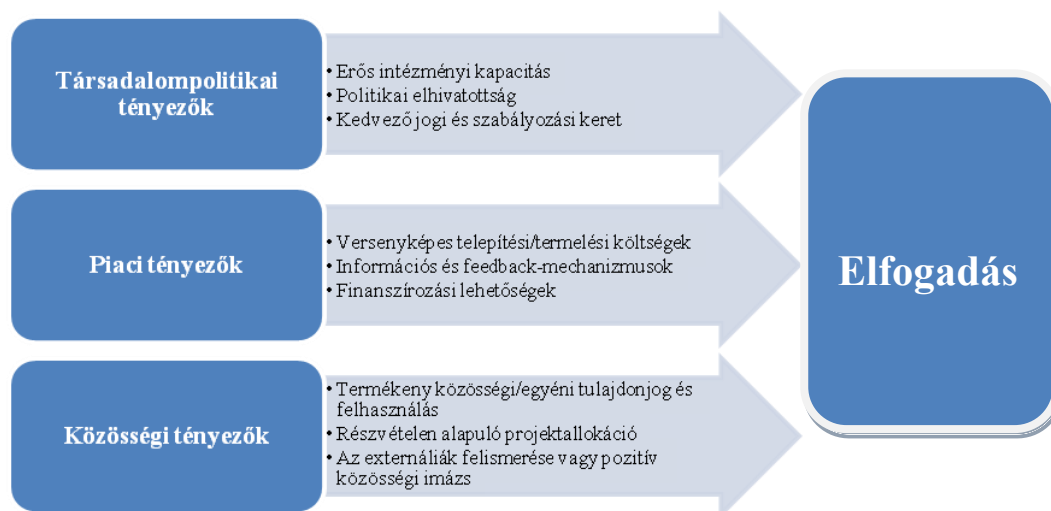 Társadalompolitikai
tényezők
• Erős intézményi kapacitás
• Politikai elhivatottság
• Kedvező jogi és szabályozási keret
Piaci tényezők
• Versenyképes telepítési/termelési költségek
• Információs és feedback-mechanizmusok
• Finanszírozási lehetőségek
Közösségi tényezők
• Termékeny közösségi/egyéni tulajdonjog és
felhasználás
• Részvételen alapuló projektallokáció
• Az externáliák felismerése vagy pozitív
közösségi imázs
Elfogadás